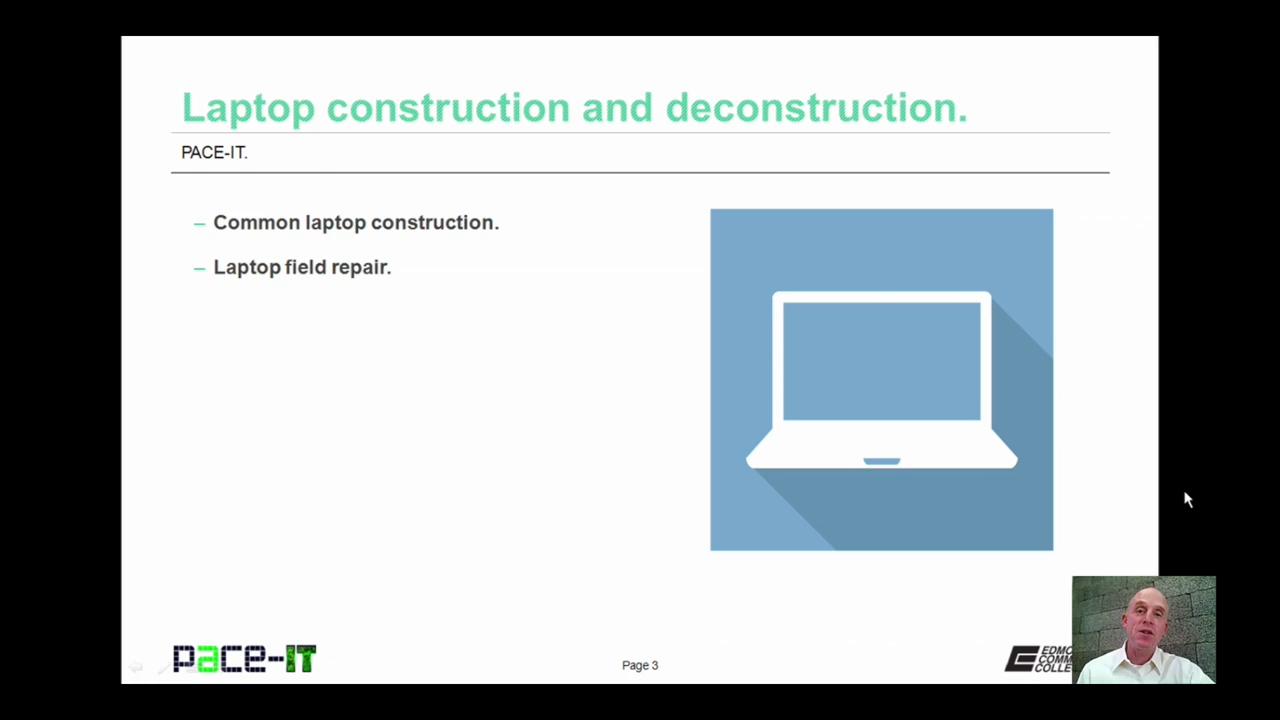 Laptop construction and deconstruction.
PACE-IT.
– Common laptop construction.
– Laptop field repair.
pace-IT
Page 3